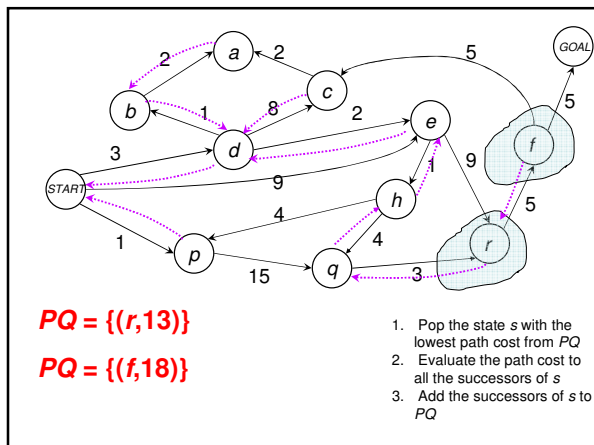 GOAL
a
2
2
5
b
c
1
8
2
e
5
3
d
f
START
9
1
9
h
4
5
1
p
4
r
15
q
3
PQ = {(r,13)}
PQ = {(f,18)}
1. Pop the state s with the
lowest path cost from PQ
2. Evaluate the path cost to
all the successors of s
3. Add the successors of s to
PQ